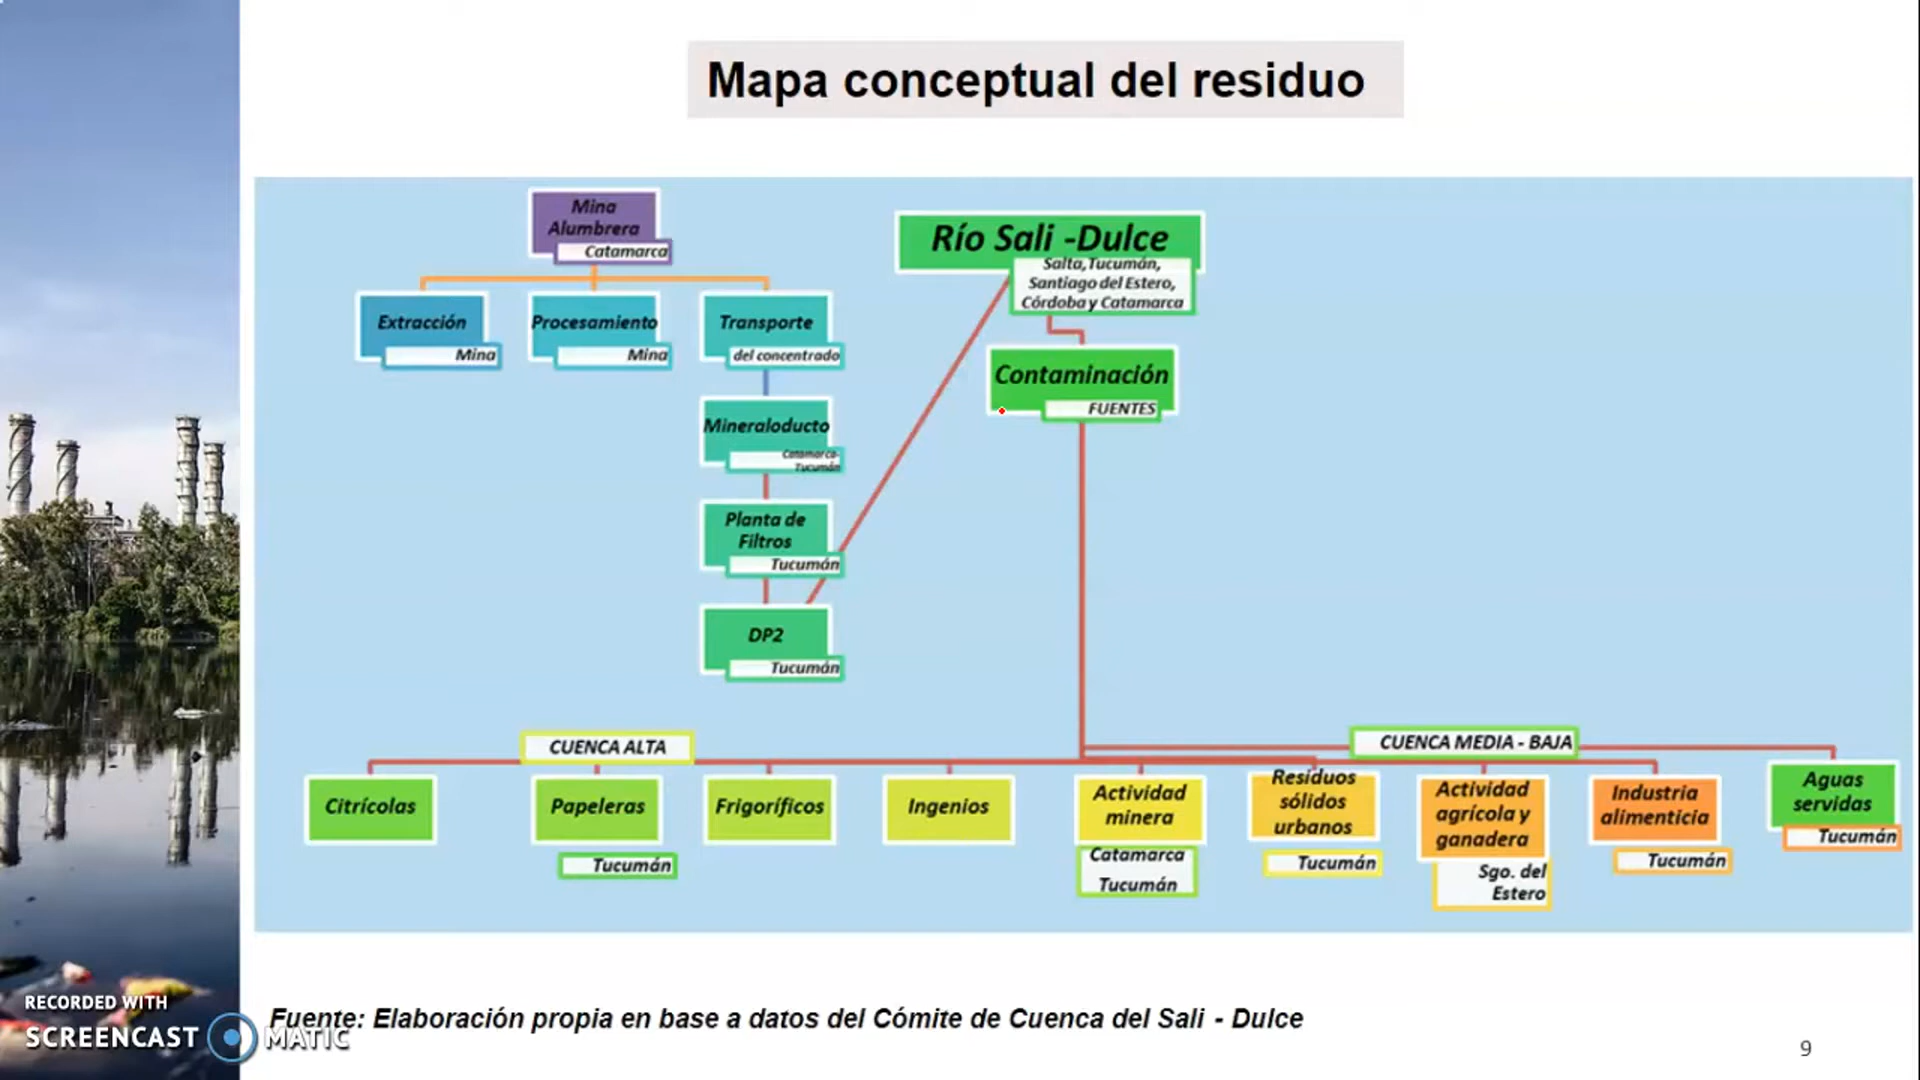 Mapa conceptual del residuo
Mina
Alumbrera
Catamarca
Extracción
Mina
Procesamiento
Mina
Transporte
del concentrado
Mineraloducto
Catamarca-
Tucumán
Planta de
Filtros
Tucumán
DP2
Tucumán
Río Sali -Dulce
Salta,Tucumán,
Santiago del Estero,
Córdoba y Catamarca
Contaminación
FUENTES
CUENCA ALTA
CUENCA MEDIA - BAJA
Citrícolas
Papeleras
Tucumán
Frigoríficos
Ingenios
Actividad
minera
Catamarca
Tucumán
Resíduos
sólidos
urbanos
Tucumán
Actividad
agrícola y
ganadera
Sgo. del
Estero
Industria
alimenticia
Tucumán
Aguas
servidas
Tucumán
Fuente: Elaboración propia en base a datos del Cómite de Cuenca del Sali - Dulce
RECORDED WITH
SCREENCAST MATIC
9